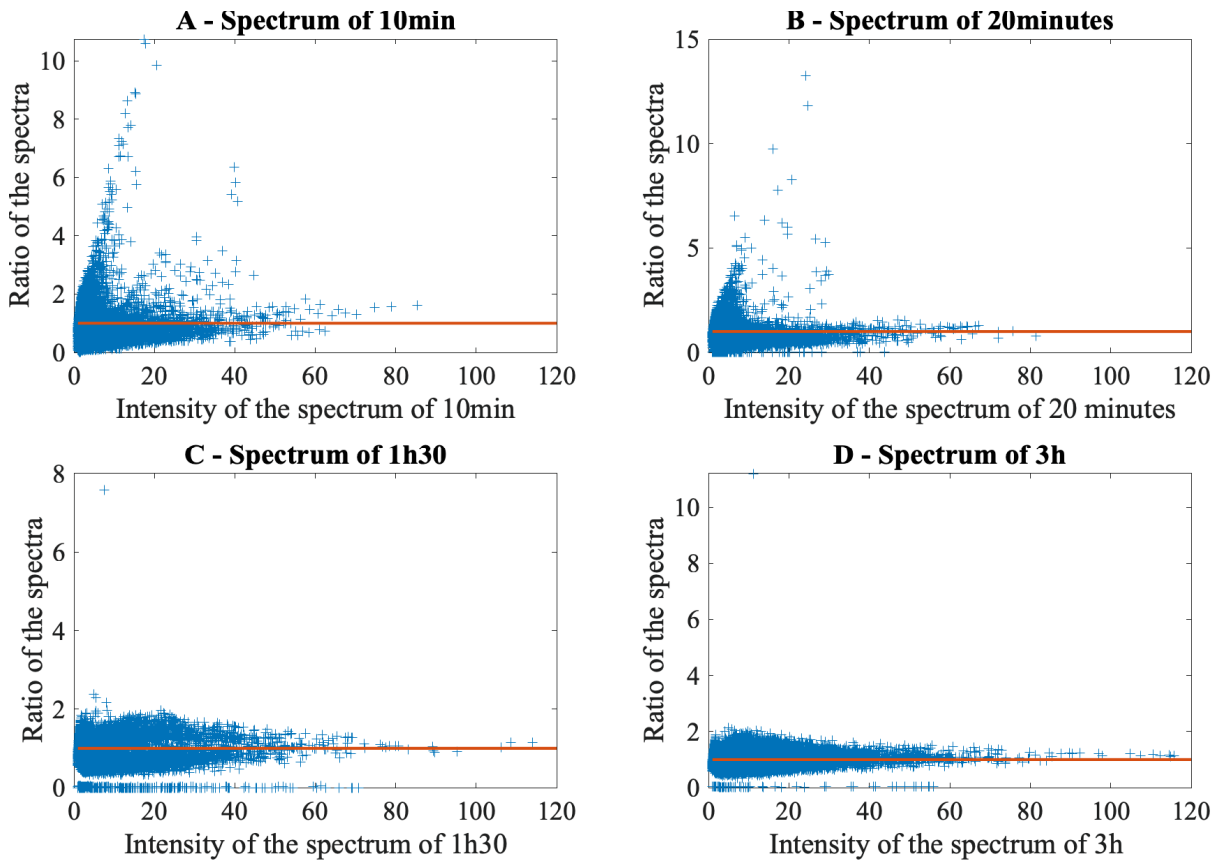 A - Spectrum of 10min
Ratio of the spectra
10
8
6
4
2
0
0 20 40 60 80 100 120
Intensity of the spectrum of 10min
B - Spectrum of 20minutes
Ratio of the spectra
15
10
5
0
0 20 40 60 80 100 120
Intensity of the spectrum of 20 minutes
C - Spectrum of 1h30
Ratio of the spectra
8
6
4
2
0
0 20 40 60 80 100 120
Intensity of the spectrum of 1h30
D - Spectrum of 3h
Ratio of the spectra
10
8
6
4
2
0
0 20 40 60 80 100 120
Intensity of the spectrum of 3h